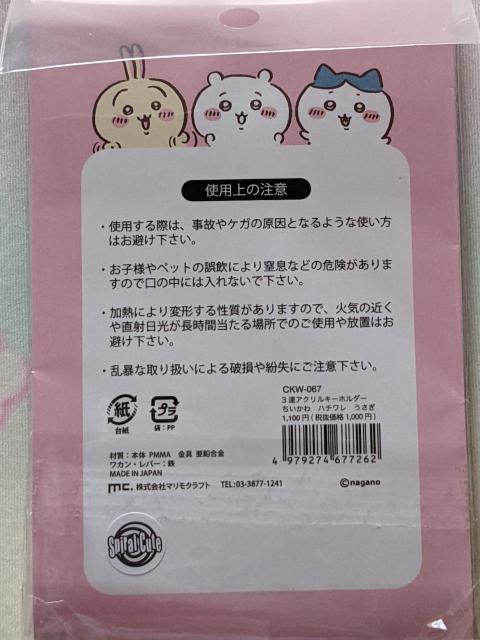 使用上の注意
・使用する際は、事故やケガの原因となるような使い方
はお避け下さい。
・お子様やペットの誤飲により窒息などの危険がありま
すので口の中には入れないで下さい。
・加熱により変形する性質がありますので、火気の近く
や直射日光が長時間当たる場所でのご使用や放置はお
避け下さい。
・乱暴な取り扱いによる破損や紛失にご注意下さい。
CKW-067
3連アクリルキーホルダー
ちいかわ ハチワレ うさぎ
1,100円(税抜価格1,000円)
紙
台紙
プラ
袋:PP
4 979274 677262
材質:本体 PMMA 金具 亜鉛合金
ワカン・レバー:鉄
MADE IN JAPAN
mc. 株式会社マリモクラフト TEL:03-3877-1241
©nagano
Spiral Cute